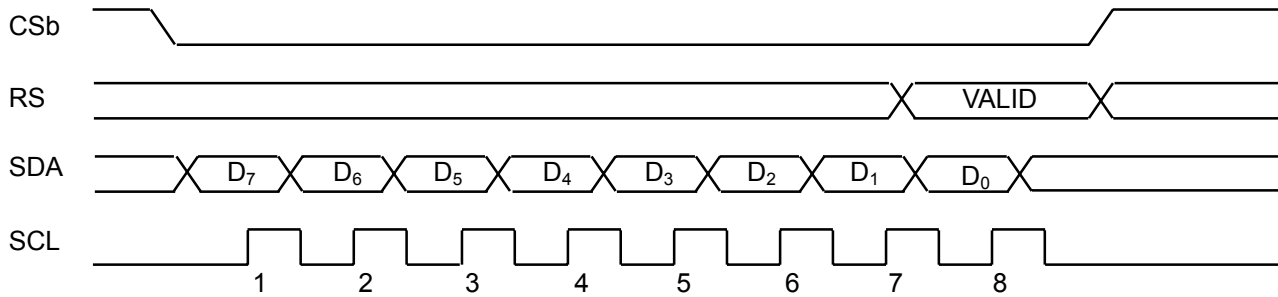 CSb
RS VALID
SDA D₇ D₆ D₅ D₄ D₃ D₂ D₁ D₀
SCL
1 2 3 4 5 6 7 8